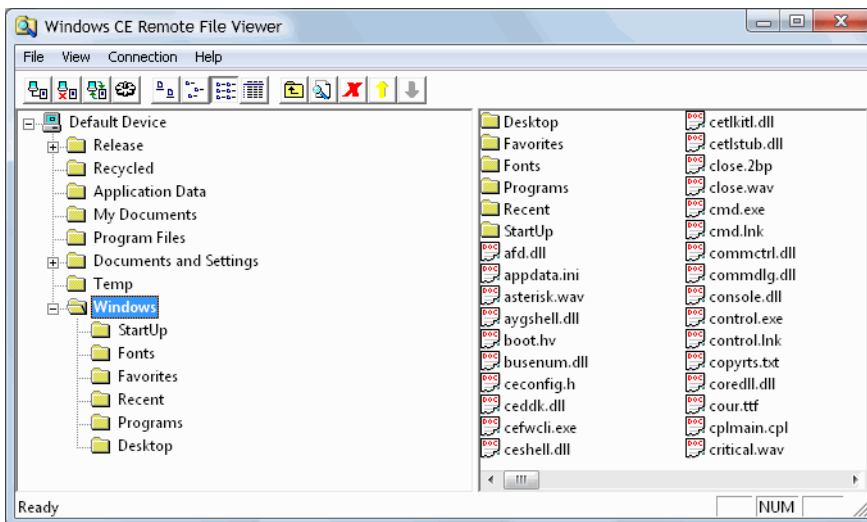 Windows CE Remote File Viewer
File View Connection Help
Default Device
Release
Recycled
Application Data
My Documents
Program Files
Documents and Settings
Temp
Windows
StartUp
Fonts
Favorites
Recent
Programs
Desktop
Desktop
Favorites
Fonts
Programs
Recent
StartUp
afd.dll
appdata.ini
asterisk.wav
aygshell.dll
boot.hv
busenum.dll
ceconfig.h
ceddk.dll
cefwcli.exe
ceshell.dll
cetlkitl.dll
cetlstub.dll
close.2bp
close.wav
cmd.exe
cmd.lnk
commctrl.dll
commdlg.dll
console.dll
control.exe
control.lnk
copyrts.txt
coredll.dll
cour.ttf
cplmain.cpl
critical.wav
Ready
NUM